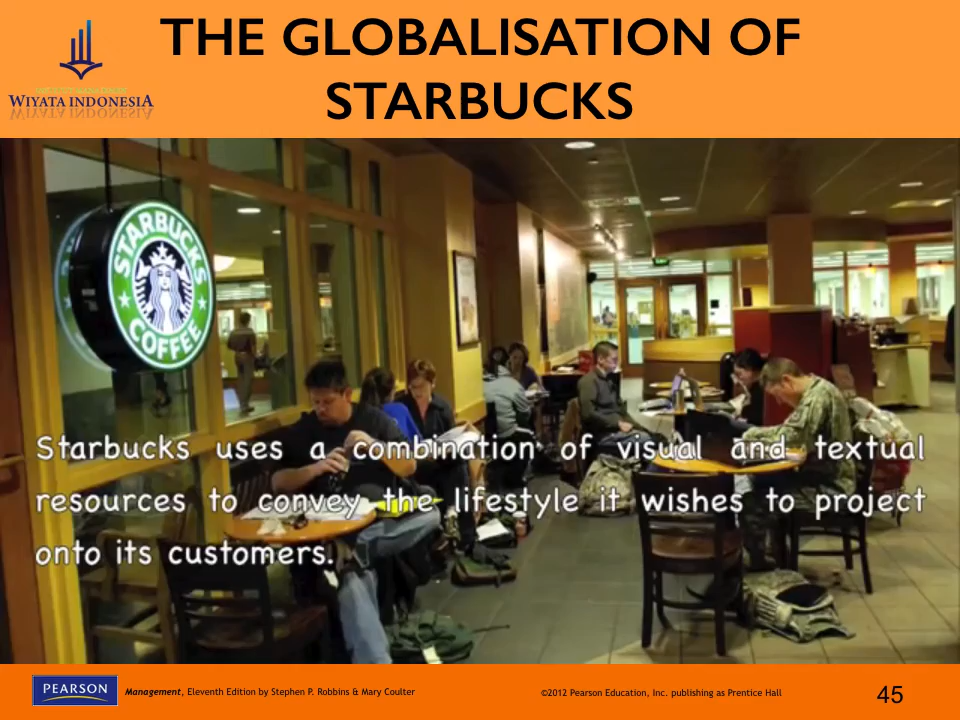 THE GLOBALISATION OF
STARBUCKS
WIYATA INDONESIA
STARBUCKS
COFFEE
Starbucks uses a combination of visual and textual
resources to convey the lifestyle it wishes to project
onto its customers.
PEARSON
Management, Eleventh Edition by Stephen P. Robbins & Mary Coulter
©2012 Pearson Education, Inc. publishing as Prentice Hall
45